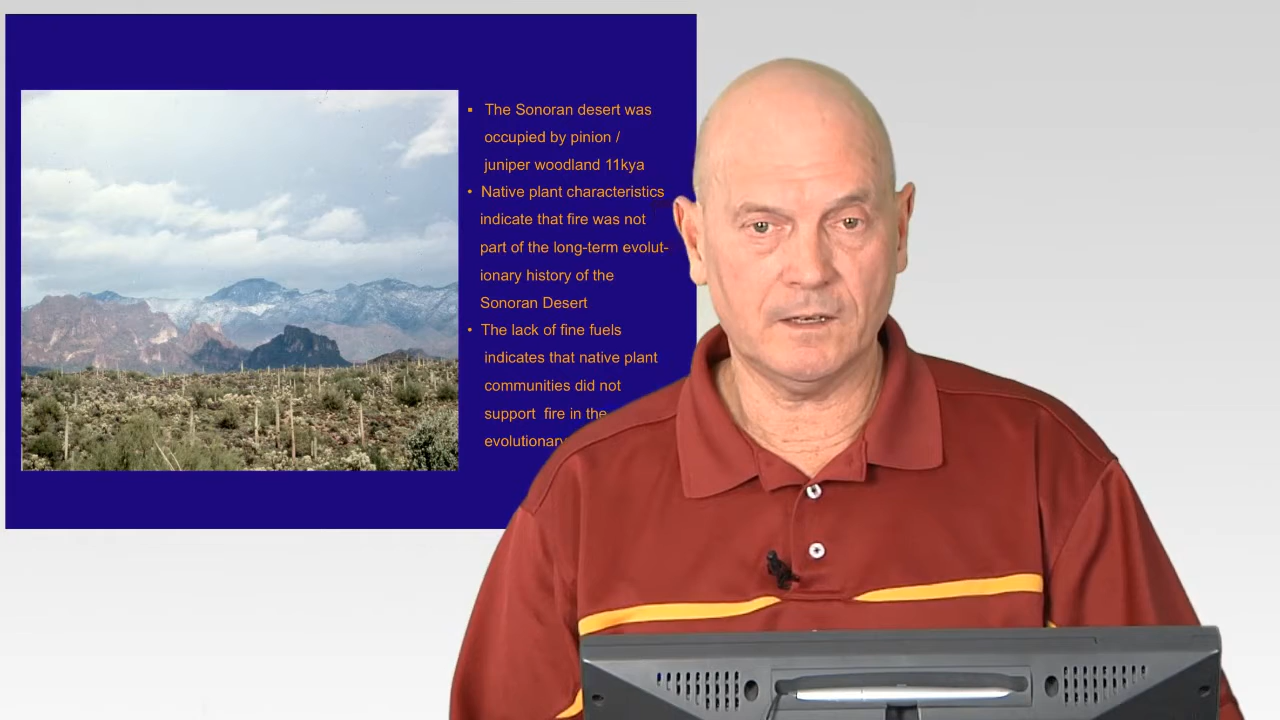 ▪ The Sonoran desert was
occupied by pinion /
juniper woodland 11kya
• Native plant characteristics
indicate that fire was not
part of the long-term evolut-
ionary history of the
Sonoran Desert
• The lack of fine fuels
indicates that native plant
communities did not
support fire in the
evolutionary